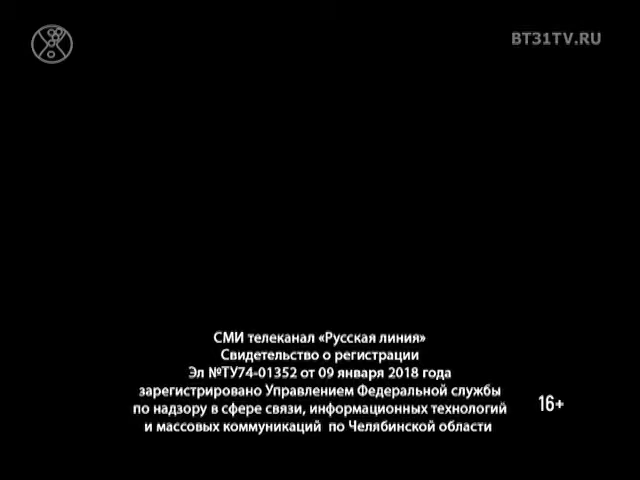 BT31TV.RU
СМИ телеканал «Русская линия»
Свидетельство о регистрации
Эл №ТУ74-01352 от 09 января 2018 года
зарегистрировано Управлением Федеральной службы
по надзору в сфере связи, информационных технологий
и массовых коммуникаций по Челябинской области
16+